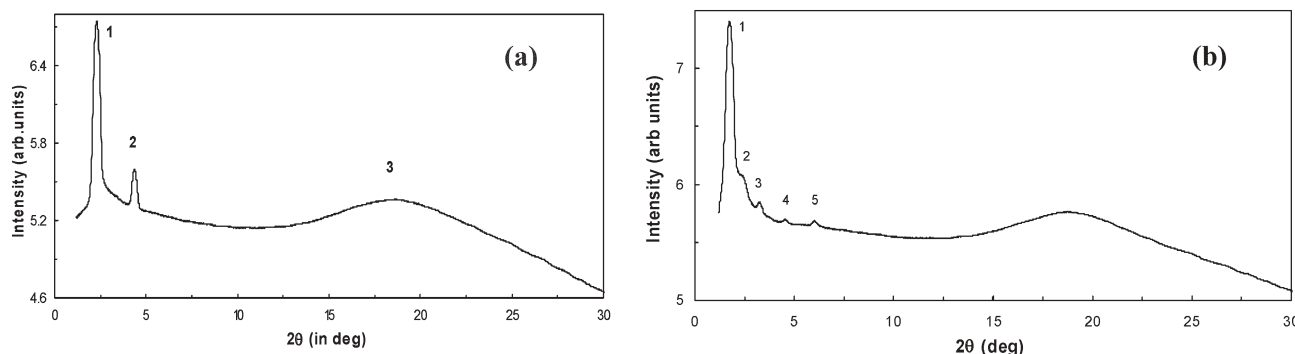 (a)
1
2
3
6.4
5.8
5.2
4.6
Intensity (arb.units)
0 5 10 15 20 25 30
2θ (in deg)
(b)
1
2
3
4
5
7
6
5
Intensity (arb units)
0 5 10 15 20 25 30
2θ (deg)